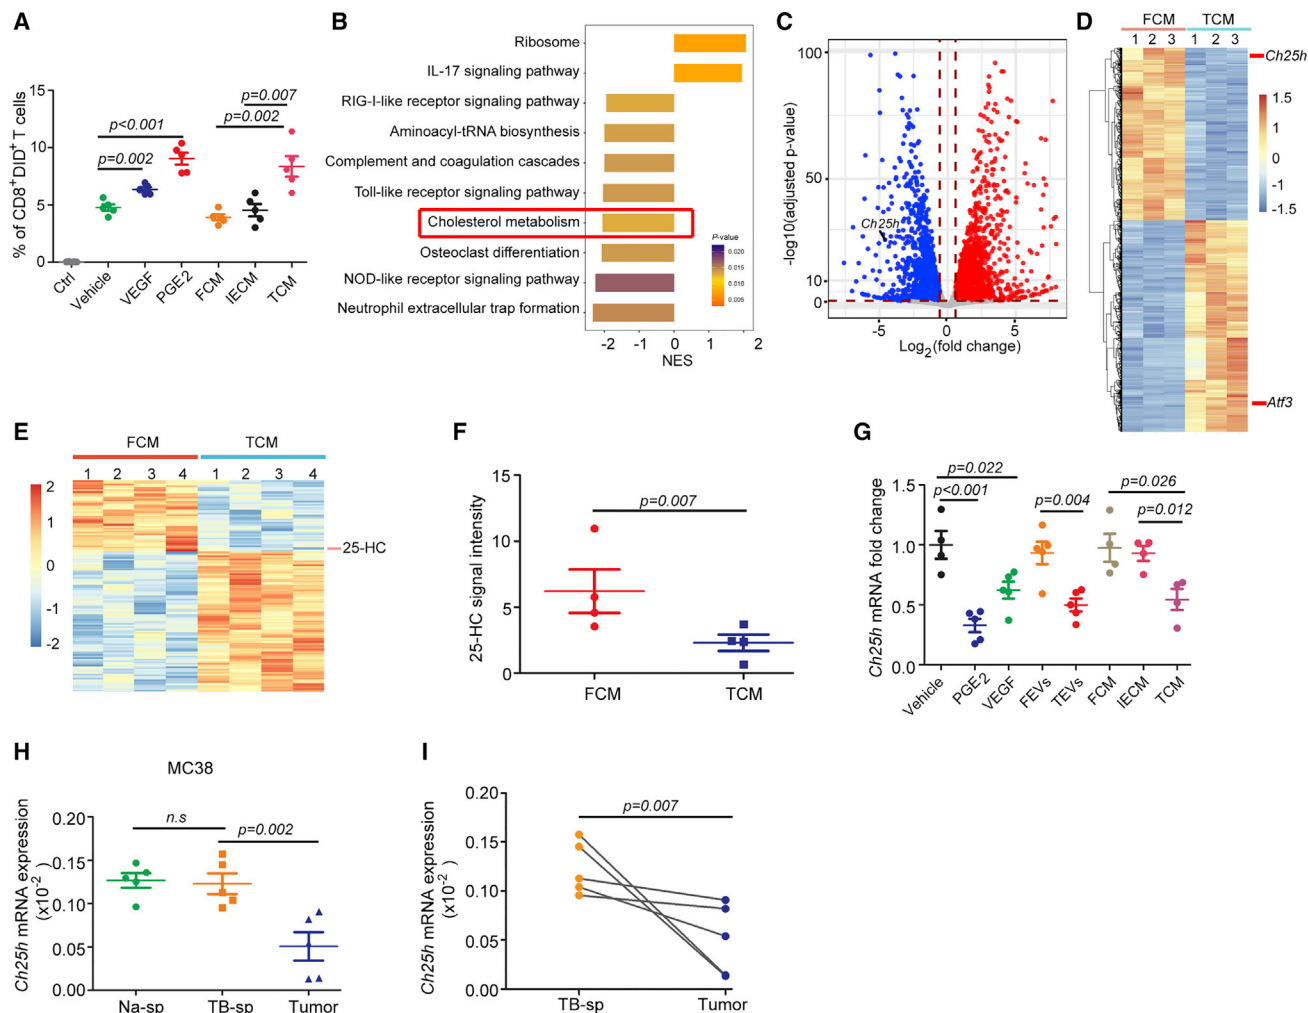 A
% of CD8+DID+ T cells
15
10
5
0
p<0.001
p=0.002
p=0.007
p=0.002
Ctrl
Vehicle
VEGF
PGE2
FCM
IECM
TCM
B
Ribosome
IL-17 signaling pathway
RIG-I-like receptor signaling pathway
Aminoacyl-tRNA biosynthesis
Complement and coagulation cascades
Toll-like receptor signaling pathway
Cholesterol metabolism
Osteoclast differentiation
NOD-like receptor signaling pathway
Neutrophil extracellular trap formation
P-value
0.020
0.015
0.010
0.005
-2 -1 0 1 2
NES
C
-log10(adjusted p-value)
100
50
10
0
Ch25h
-5 0 5
Log2(fold change)
D
FCM TCM
1 2 3 1 2 3
Ch25h
1.5
1
0
-1
-1.5
Atf3
E
FCM TCM
1 2 3 4 1 2 3 4
2
1
0
-1
-2
25-HC
F
25-HC signal intensity
15
10
5
0
p=0.007
FCM TCM
G
Ch25h mRNA fold change
1.5
1.0
0.5
0.0
p=0.022
p<0.001
p=0.004
p=0.026
p=0.012
Vehicle
PGE2
VEGF
FEVs
TEVs
FCM
IECM
TCM
H
MC38
Ch25h mRNA expression
(x10-2)
0.20
0.15
0.10
0.05
0.00
n.s
p=0.002
Na-sp TB-sp Tumor
I
Ch25h mRNA expression
(x10-2)
0.20
0.15
0.10
0.05
0.00
p=0.007
TB-sp Tumor